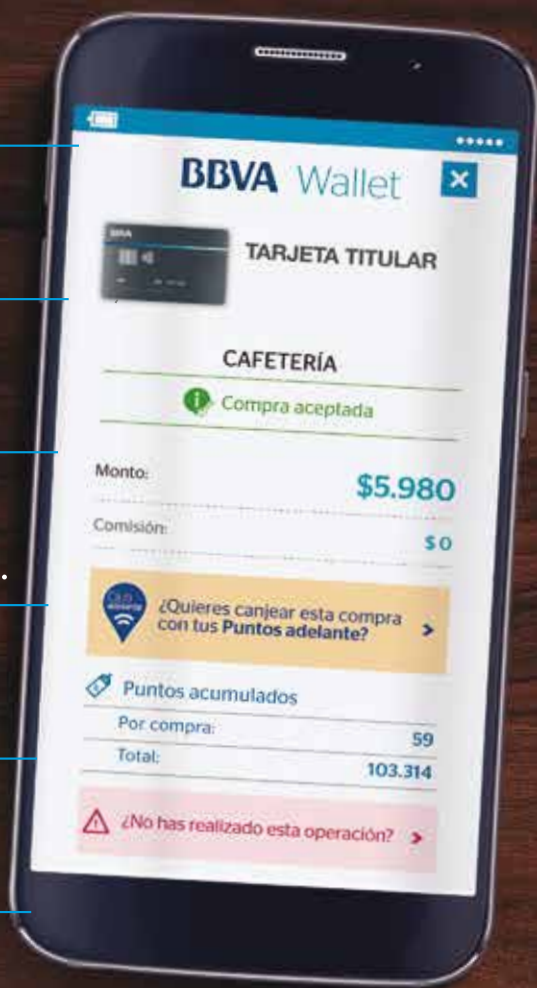 BBVA Wallet
BBVA
TARJETA TITULAR
CAFETERÍA
Compra aceptada
Monto:
$5.980
Comisión:
$0
¿Quieres canjear esta compra
con tus Puntos adelante?
Puntos acumulados
Por compra:
59
Total:
103.314
¿No has realizado esta operación?